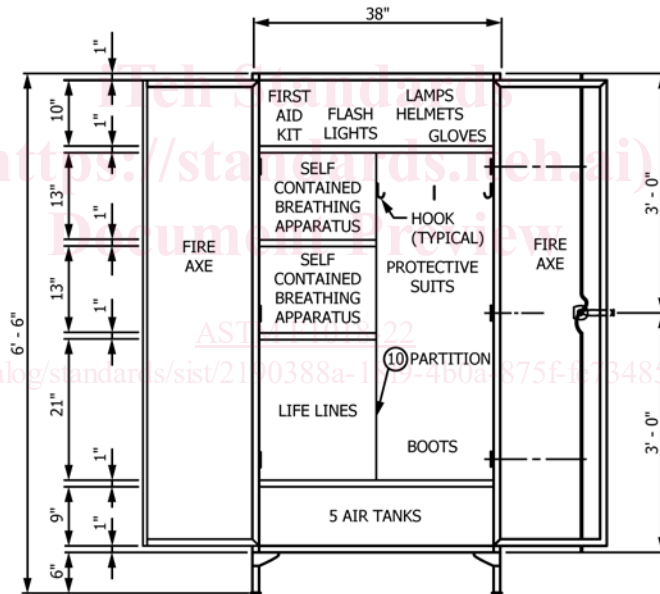 38"
1"
10"
1"
13"
1"
13"
1"
21"
1"
9"
1"
6"
6' - 6"
3' - 0"
3' - 0"
FIRST
AID
KIT
FLASH
LIGHTS
LAMPS
HELMETS
GLOVES
SELF
CONTAINED
BREATHING
APPARATUS
HOOK
(TYPICAL)
FIRE
AXE
FIRE
AXE
SELF
CONTAINED
BREATHING
APPARATUS
PROTECTIVE
SUITS
10 PARTITION
LIFE LINES
BOOTS
5 AIR TANKS
iTeh Standards
https://standards.iteh.ai)
Document Preview
ASTM F1018-22